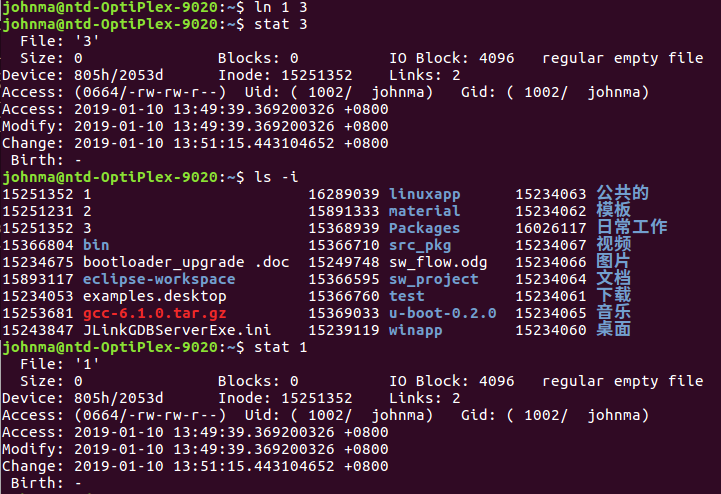 johnma@ntd-OptiPlex-9020:~$ ln 1 3
johnma@ntd-OptiPlex-9020:~$ stat 3
  File: '3'
  Size: 0               Blocks: 0          IO Block: 4096   regular empty file
Device: 805h/2053d      Inode: 15251352    Links: 2
Access: (0664/-rw-rw-r--)  Uid: ( 1002/  johnma)   Gid: ( 1002/  johnma)
Access: 2019-01-10 13:49:39.369200326 +0800
Modify: 2019-01-10 13:49:39.369200326 +0800
Change: 2019-01-10 13:51:15.443104652 +0800
 Birth: -
johnma@ntd-OptiPlex-9020:~$ ls -i
15251352 1                        16289039 linuxapp      15234063 公共的
15251231 2                        15891333 material      15234062 模板
15251352 3                        15368939 Packages      16026117 日常工作
15366804 bin                      15366710 src_pkg       15234067 视频
15234675 bootloader_upgrade .doc  15249748 sw_flow.odg   15234066 图片
15893117 eclipse-workspace        15366595 sw_project    15234064 文档
15234053 examples.desktop         15366760 test          15234061 下载
15253681 gcc-6.1.0.tar.gz         15369033 u-boot-0.2.0  15234065 音乐
15243847 JLinkGDBServerExe.ini    15239119 winapp        15234060 桌面
johnma@ntd-OptiPlex-9020:~$ stat 1
  File: '1'
  Size: 0               Blocks: 0          IO Block: 4096   regular empty file
Device: 805h/2053d      Inode: 15251352    Links: 2
Access: (0664/-rw-rw-r--)  Uid: ( 1002/  johnma)   Gid: ( 1002/  johnma)
Access: 2019-01-10 13:49:39.369200326 +0800
Modify: 2019-01-10 13:49:39.369200326 +0800
Change: 2019-01-10 13:51:15.443104652 +0800
 Birth: -